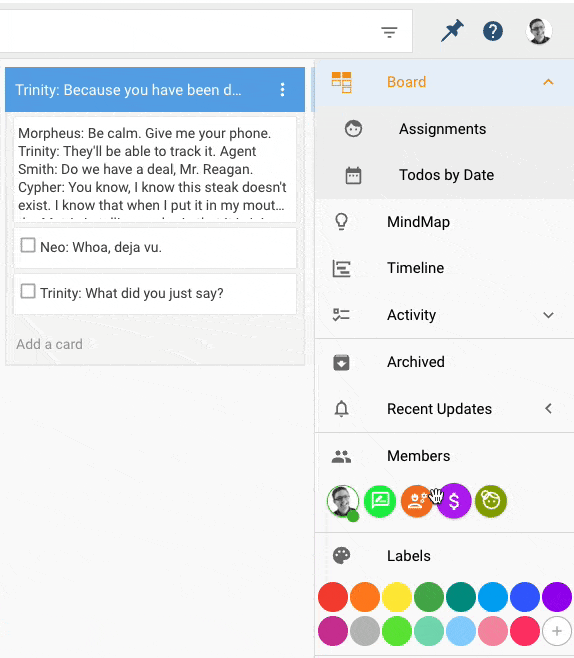 Trinity: Because you have been d...
Morpheus: Be calm. Give me your phone.
Trinity: They'll be able to track it. Agent
Smith: Do we have a deal, Mr. Reagan.
Cypher: You know, I know this steak doesn't
exist. I know that when I put it in my mout...
Neo: Whoa, deja vu.
Trinity: What did you just say?
Add a card
Board
Assignments
Todos by Date
MindMap
Timeline
Activity
Archived
Recent Updates
Members
Labels